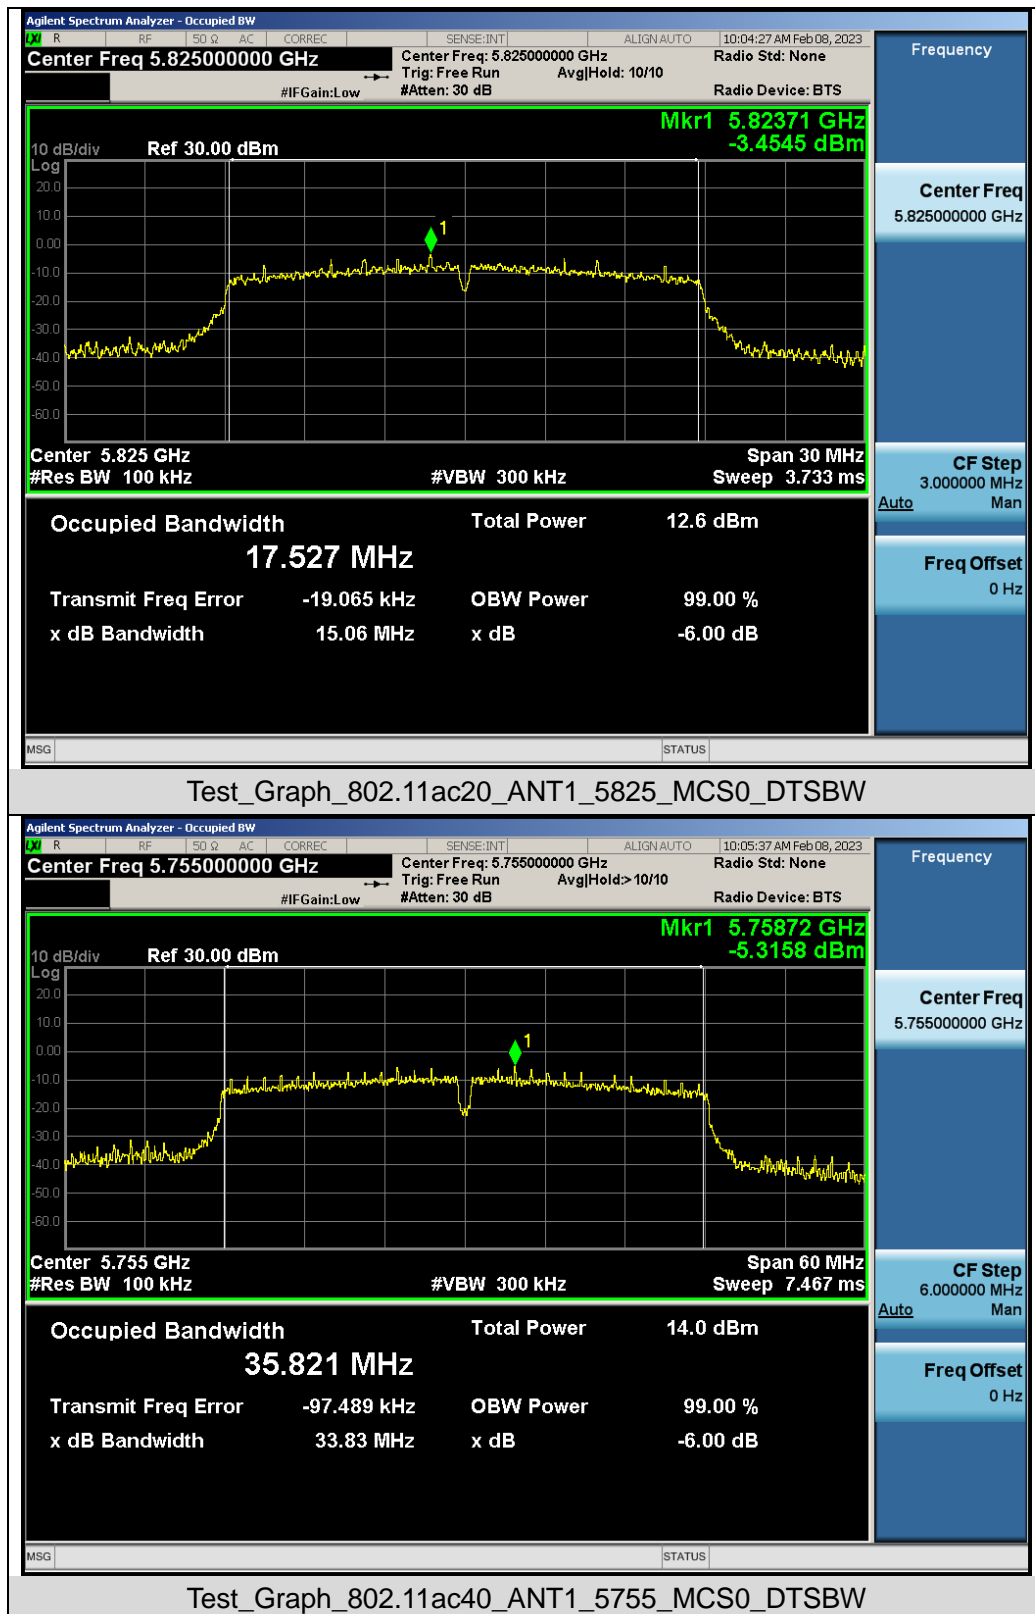 Agilent Spectrum Analyzer - Occupied BW
LXI R RF 50 Ω AC CORREC SENSE:INT ALIGN AUTO 10:04:27 AM Feb 08, 2023
Center Freq 5.825000000 GHz
Center Freq: 5.825000000 GHz Radio Std: None
Trig: Free Run Avg|Hold: 10/10
#IFGain:Low #Atten: 30 dB Radio Device: BTS
Frequency
Mkr1 5.82371 GHz
-3.4545 dBm
10 dB/div Ref 30.00 dBm
Log
20.0
10.0
0.00
-10.0
-20.0
-30.0
-40.0
-50.0
-60.0
1
Center Freq
5.825000000 GHz
Center 5.825 GHz Span 30 MHz
#Res BW 100 kHz #VBW 300 kHz Sweep 3.733 ms
CF Step
3.000000 MHz
Auto Man
Occupied Bandwidth Total Power 12.6 dBm
17.527 MHz
Transmit Freq Error -19.065 kHz OBW Power 99.00 %
x dB Bandwidth 15.06 MHz x dB -6.00 dB
Freq Offset
0 Hz
MSG STATUS
Test_Graph_802.11ac20_ANT1_5825_MCS0_DTSBW
Agilent Spectrum Analyzer - Occupied BW
LXI R RF 50 Ω AC CORREC SENSE:INT ALIGN AUTO 10:05:37 AM Feb 08, 2023
Center Freq 5.755000000 GHz
Center Freq: 5.755000000 GHz Radio Std: None
Trig: Free Run Avg|Hold:>10/10
#IFGain:Low #Atten: 30 dB Radio Device: BTS
Frequency
Mkr1 5.75872 GHz
-5.3158 dBm
10 dB/div Ref 30.00 dBm
Log
20.0
10.0
0.00
-10.0
-20.0
-30.0
-40.0
-50.0
-60.0
1
Center Freq
5.755000000 GHz
Center 5.755 GHz Span 60 MHz
#Res BW 100 kHz #VBW 300 kHz Sweep 7.467 ms
CF Step
6.000000 MHz
Auto Man
Occupied Bandwidth Total Power 14.0 dBm
35.821 MHz
Transmit Freq Error -97.489 kHz OBW Power 99.00 %
x dB Bandwidth 33.83 MHz x dB -6.00 dB
Freq Offset
0 Hz
MSG STATUS
Test_Graph_802.11ac40_ANT1_5755_MCS0_DTSBW